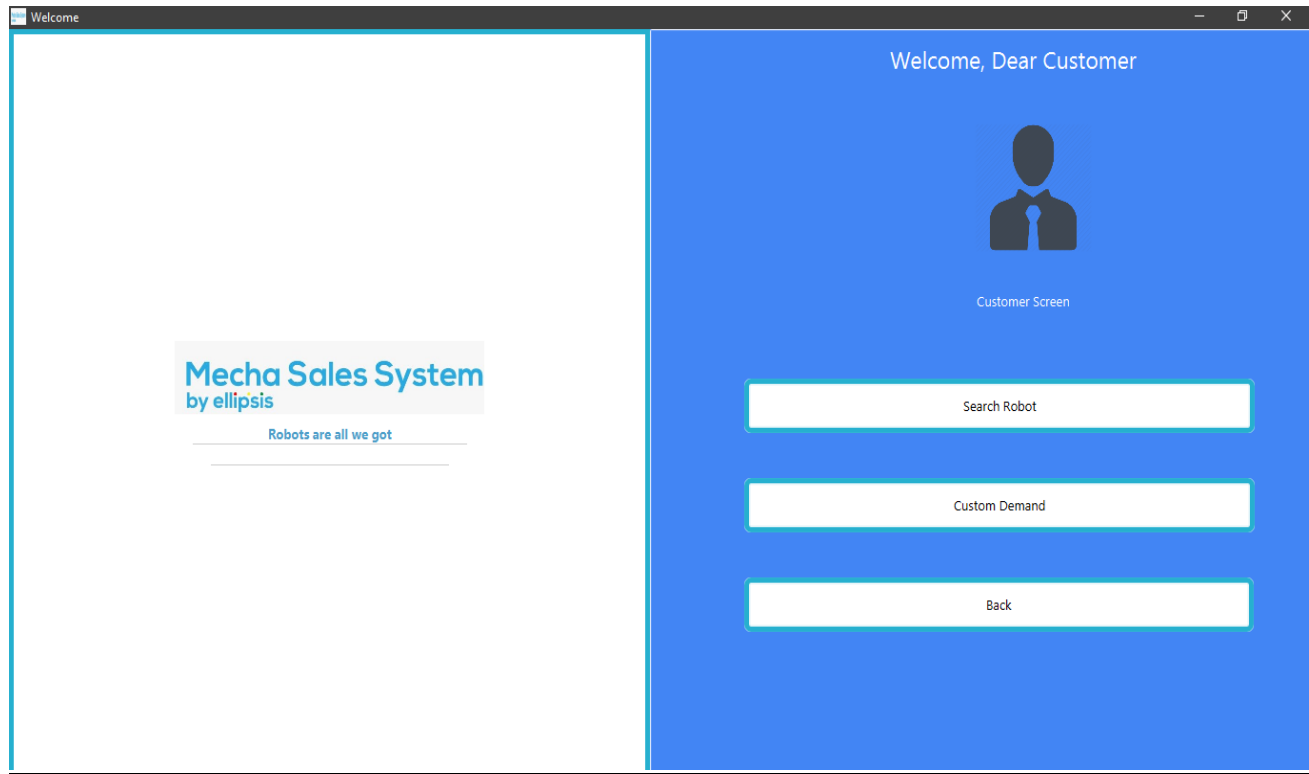 Welcome
Mecha Sales System
by ellipsis
Robots are all we got
Welcome, Dear Customer
Customer Screen
Search Robot
Custom Demand
Back